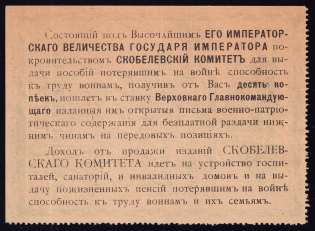 Состоящій подъ Высочайшимъ ЕГО ИМПЕРАТОР-
СКАГО ВЕЛИЧЕСТВА ГОСУДАРЯ ИМПЕРАТОРА по-
кровительствомъ СКОБЕЛЕВСКІЙ КОМИТЕТЪ для вы-
дачи пособій потерявшимъ на войнѣ способность
къ труду воинамъ, получивъ отъ Васъ десять ко-
пѣекъ, пошлетъ въ ставку Верховнаго Главнокомандую-
щаго изданныя имъ открытыя письма военно-патріо-
тическаго содержанія для безплатной раздачи ниж-
нимъ чинамъ на передовыхъ позиціяхъ.
Доходъ отъ продажи изданій СКОБЕЛЕВ-
СКАГО КОМИТЕТА идетъ на устройство госпи-
талей, санаторій, и инвалидныхъ домовъ и на вы-
дачу пожизненныхъ пенсій потерявшимъ на войнѣ
способность къ труду воинамъ и ихъ семьямъ.